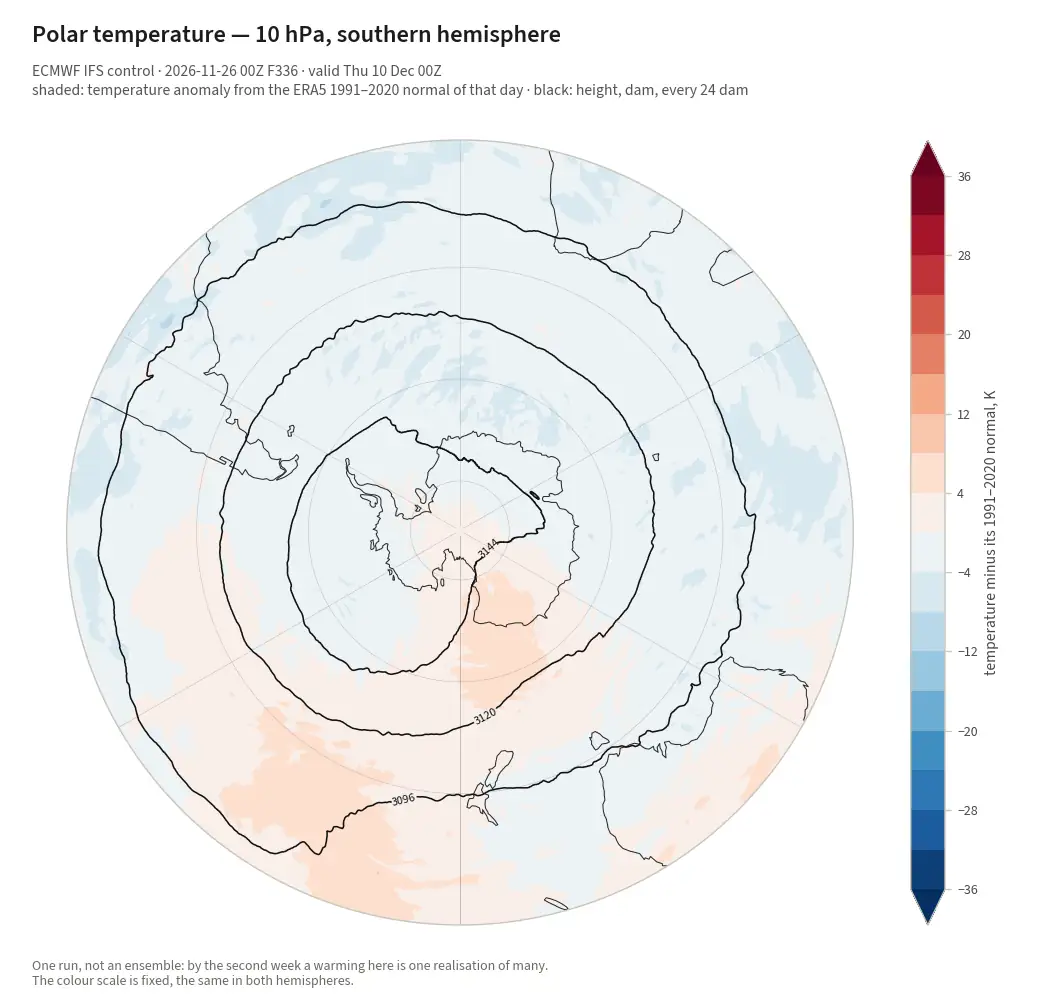 Polar temperature — 10 hPa, southern hemisphere
ECMWF IFS control · 2026-11-26 00Z F336 · valid Thu 10 Dec 00Z
shaded: temperature anomaly from the ERA5 1991–2020 normal of that day · black: height, dam, every 24 dam
36
28
20
12
4
−4
−12
−20
−28
−36
temperature minus its 1991–2020 normal, K
3144
3120
3096
One run, not an ensemble: by the second week a warming here is one realisation of many.
The colour scale is fixed, the same in both hemispheres.